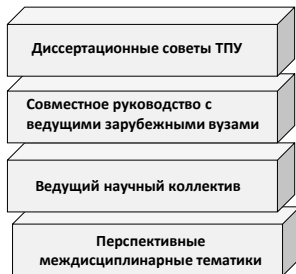 Диссертационные советы ТПУ
Совместное руководство с
ведущими зарубежными вузами
Ведущий научный коллектив
Перспективные
междисциплинарные тематики